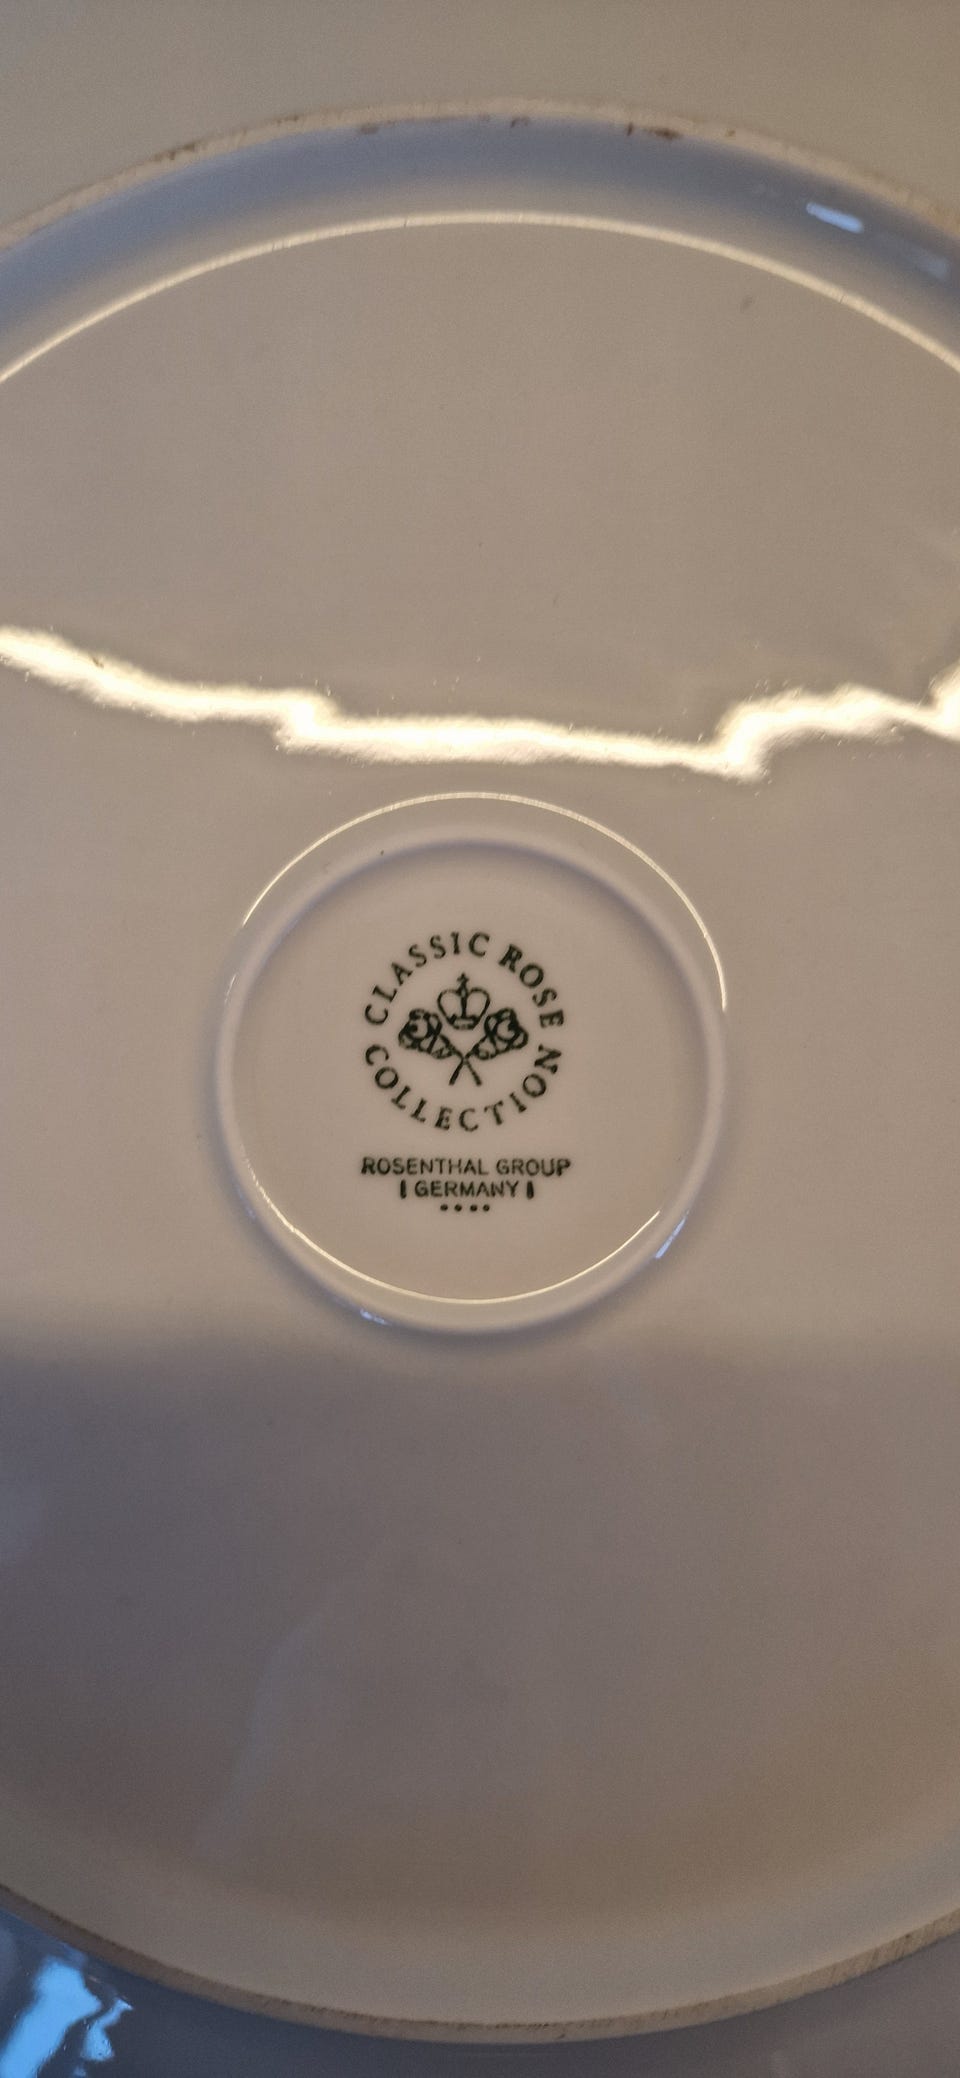 CLASSIC ROSE
COLLECTION
ROSENTHAL GROUP
GERMANY